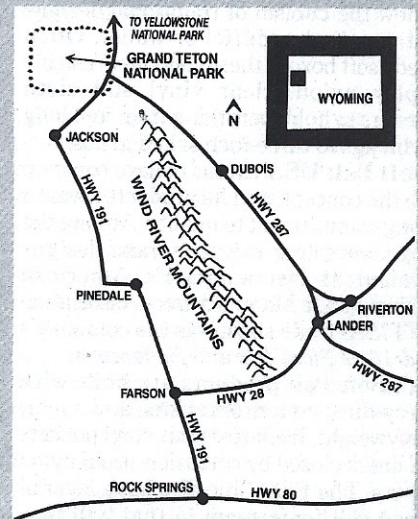 TO YELLOWSTONE
NATIONAL PARK
GRAND TETON
NATIONAL PARK
WYOMING
N
JACKSON
DUBOIS
HWY 191
WIND RIVER MOUNTAINS
HWY 287
PINEDALE
RIVERTON
LANDER
HWY 287
FARSON
HWY 28
HWY 191
ROCK SPRINGS
HWY 80